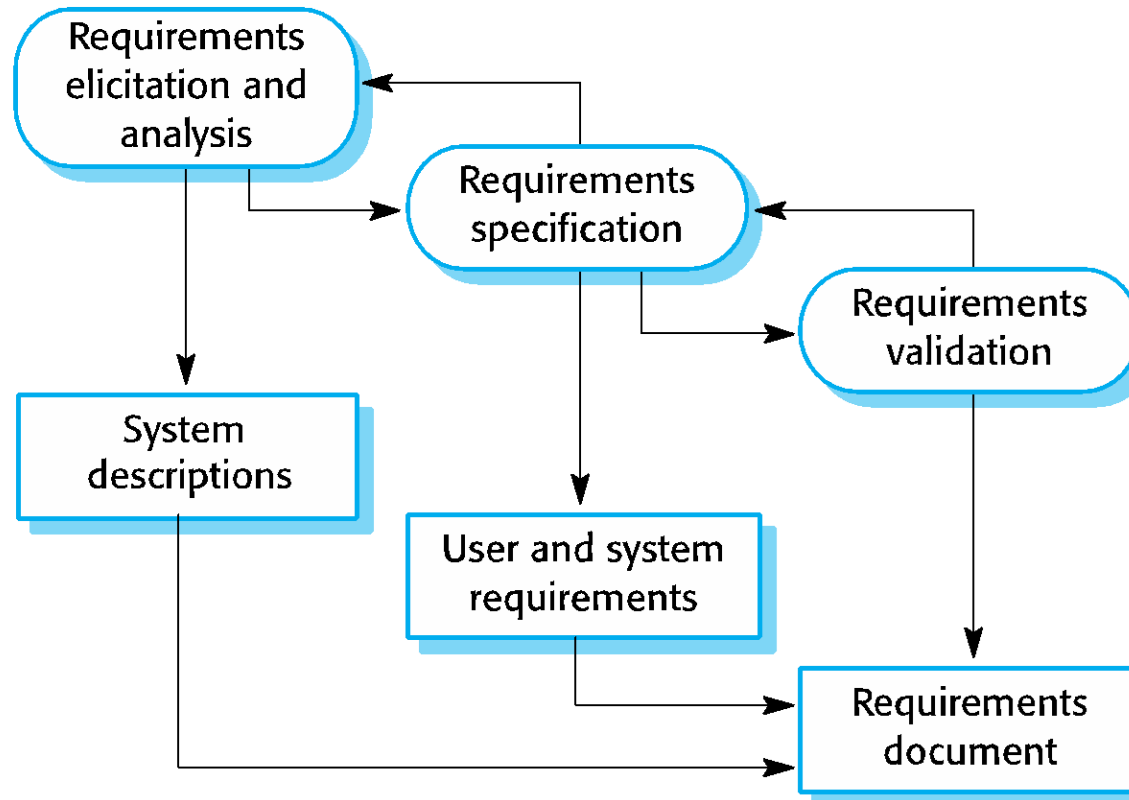 Requirements
elicitation and
analysis
Requirements
specification
Requirements
validation
System
descriptions
User and system
requirements
Requirements
document